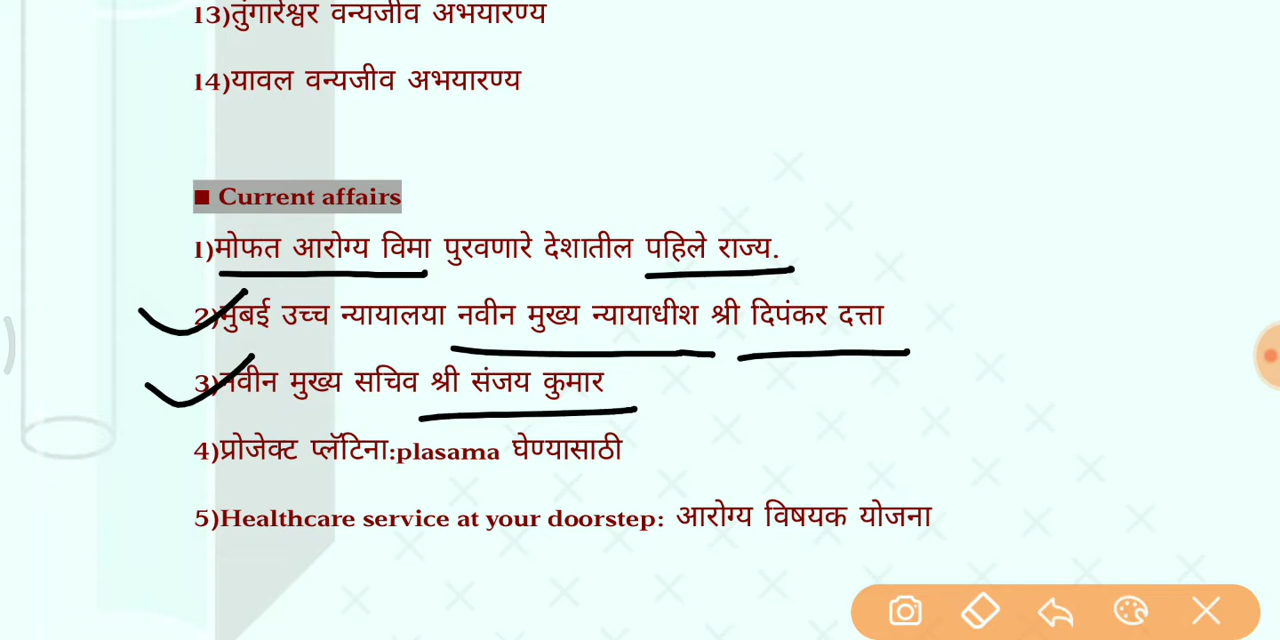 13)तुंगारेश्वर वन्यजीव अभयारण्य
14)यावल वन्यजीव अभयारण्य
■ Current affairs
1)मोफत आरोग्य विमा पुरवणारे देशातील पहिले राज्य.
2)मुंबई उच्च न्यायालया नवीन मुख्य न्यायाधीश श्री दिपंकर दत्ता
3)नवीन मुख्य सचिव श्री संजय कुमार
4)प्रोजेक्ट प्लॅटिना:plasama घेण्यासाठी
5)Healthcare service at your doorstep: आरोग्य विषयक योजना